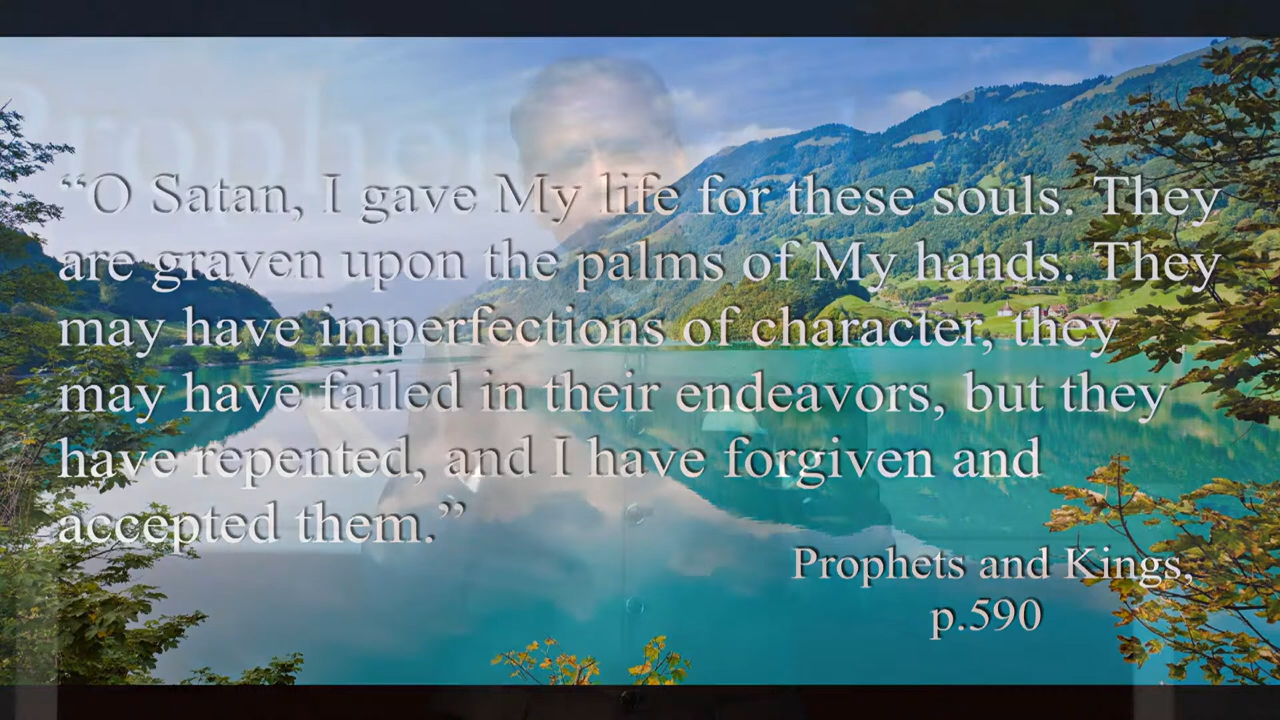 Prophe
“O Satan, I gave My life for these souls. They
are graven upon the palms of My hands. They
may have imperfections of character, they
may have failed in their endeavors, but they
have repented, and I have forgiven and
accepted them.”
Prophets and Kings,
p.590